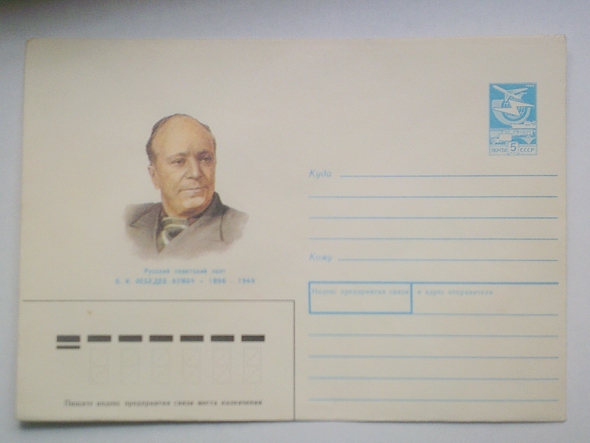 ПОЧТА 5 СССР
Куда
Русский советский поэт
В. И. ЛЕБЕДЕВ-КУМАЧ • 1898 - 1949
Кому
Индекс предприятия связи и адрес отправителя
Пишите индекс предприятия связи места назначения